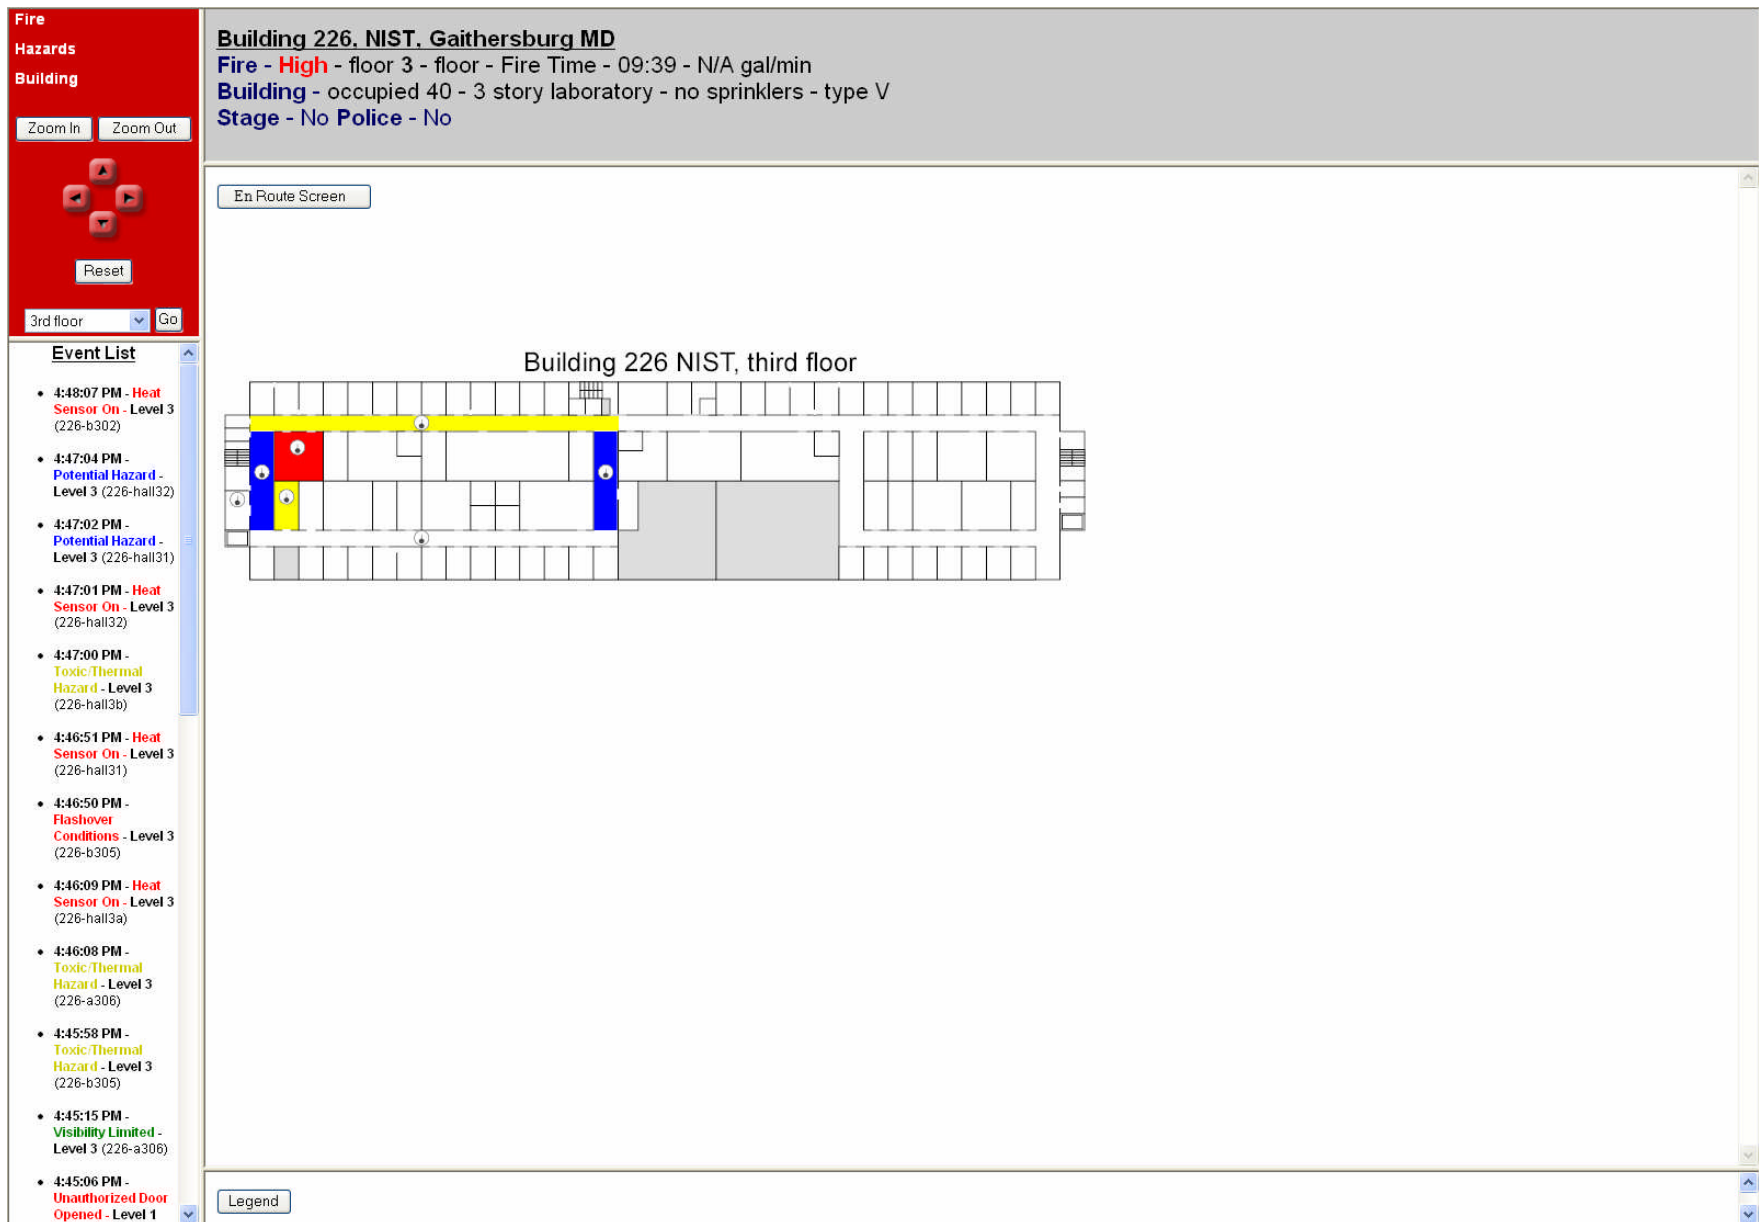 Fire
Hazards
Building
Zoom In
Zoom Out
Reset
3rd floor
Go
Event List
4:48:07 PM - Heat
Sensor On - Level 3
(226-b302)
4:47:04 PM -
Potential Hazard -
Level 3 (226-hall32)
4:47:02 PM -
Potential Hazard -
Level 3 (226-hall31)
4:47:01 PM - Heat
Sensor On - Level 3
(226-hall32)
4:47:00 PM -
Toxic/Thermal
Hazard - Level 3
(226-hall3b)
4:46:51 PM - Heat
Sensor On - Level 3
(226-hall31)
4:46:50 PM -
Flashover
Conditions - Level 3
(226-b305)
4:46:09 PM - Heat
Sensor On - Level 3
(226-hall3a)
4:46:08 PM -
Toxic/Thermal
Hazard - Level 3
(226-a306)
4:45:58 PM -
Toxic/Thermal
Hazard - Level 3
(226-b305)
4:45:15 PM -
Visibility Limited -
Level 3 (226-a306)
4:45:06 PM -
Unauthorized Door
Opened - Level 1
Building 226, NIST, Gaithersburg MD
Fire - High - floor 3 - floor - Fire Time - 09:39 - N/A gal/min
Building - occupied 40 - 3 story laboratory - no sprinklers - type V
Stage - No Police - No
En Route Screen
Building 226 NIST, third floor
Legend